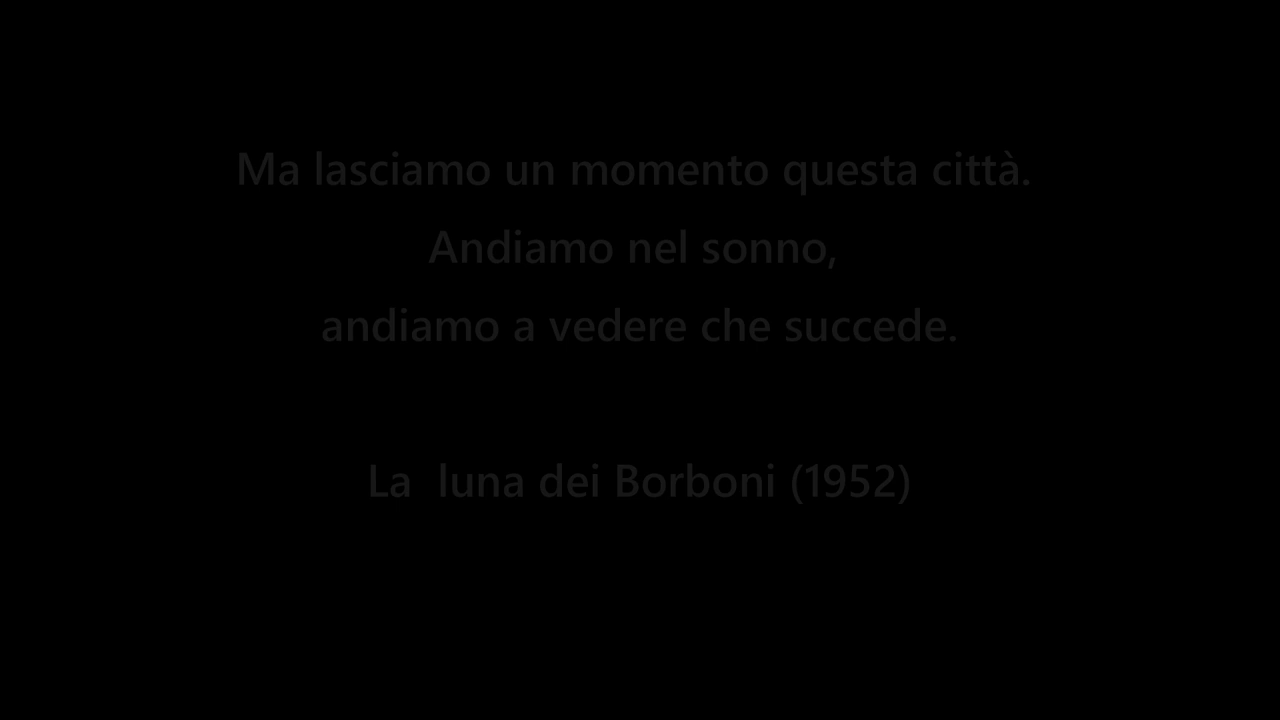 Ma lasciamo un momento questa città.
Andiamo nel sonno,
andiamo a vedere che succede.
La  luna dei Borboni (1952)